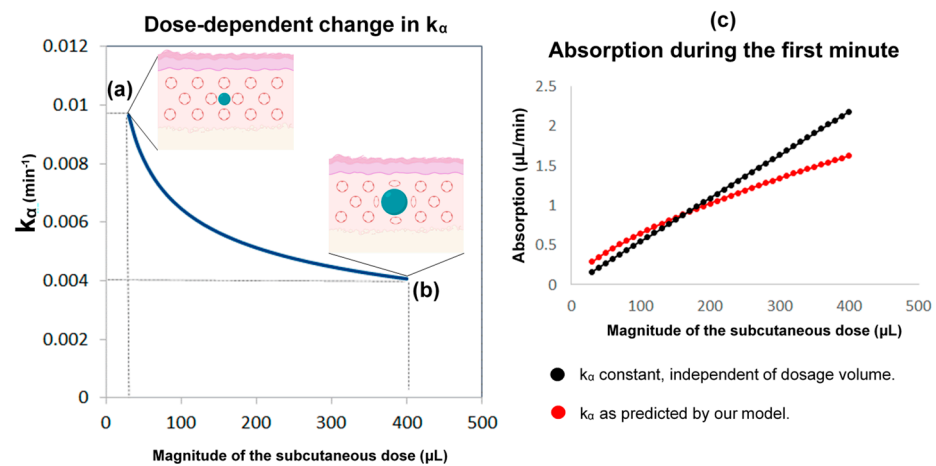 Dose-dependent change in kα
0.012
0.01
0.008
0.006
0.004
0.002
0
kα (min-1)
(a)
(b)
0
100
200
300
400
500
Magnitude of the subcutaneous dose (µL)
(c)
Absorption during the first minute
2.5
2
1.5
1
0.5
0
Absorption (µL/min)
0
100
200
300
400
500
Magnitude of the subcutaneous dose (µL)
kα constant, independent of dosage volume.
kα as predicted by our model.